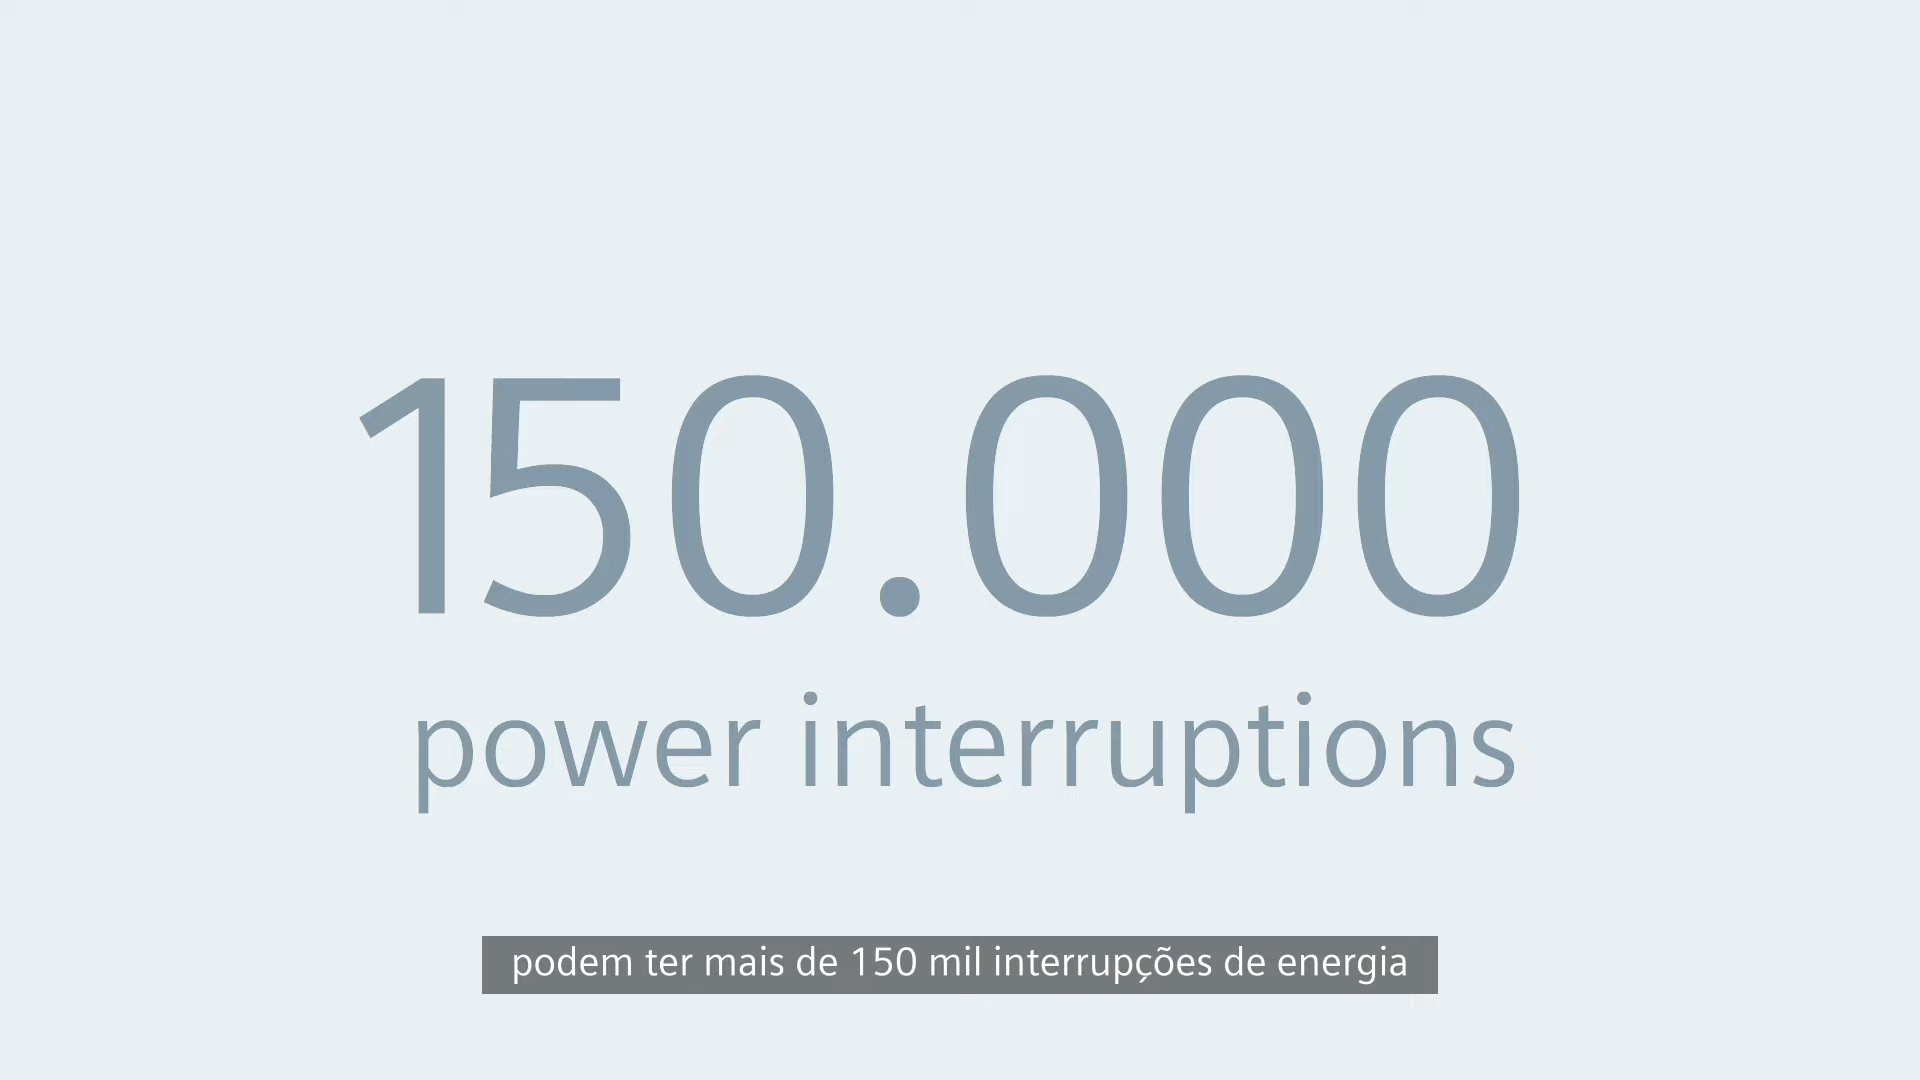 150.000
power interruptions
podem ter mais de 150 mil interrupções de energia